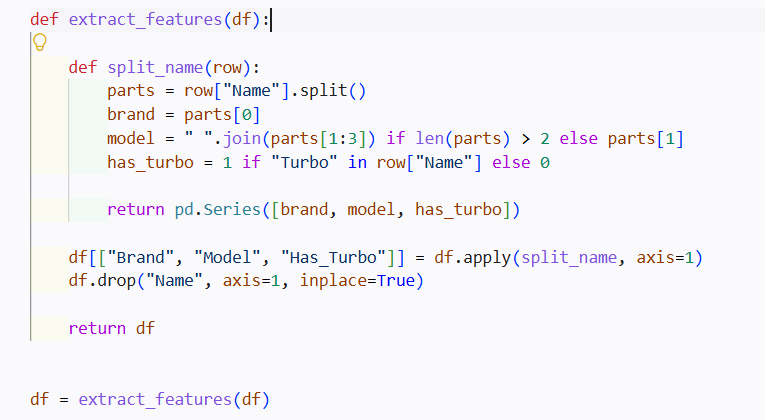 def extract_features(df):
    def split_name(row):
        parts = row["Name"].split()
        brand = parts[0]
        model = " ".join(parts[1:3]) if len(parts) > 2 else parts[1]
        has_turbo = 1 if "Turbo" in row["Name"] else 0
        return pd.Series([brand, model, has_turbo])
    df[["Brand", "Model", "Has_Turbo"]] = df.apply(split_name, axis=1)
    df.drop("Name", axis=1, inplace=True)
    return df
df = extract_features(df)